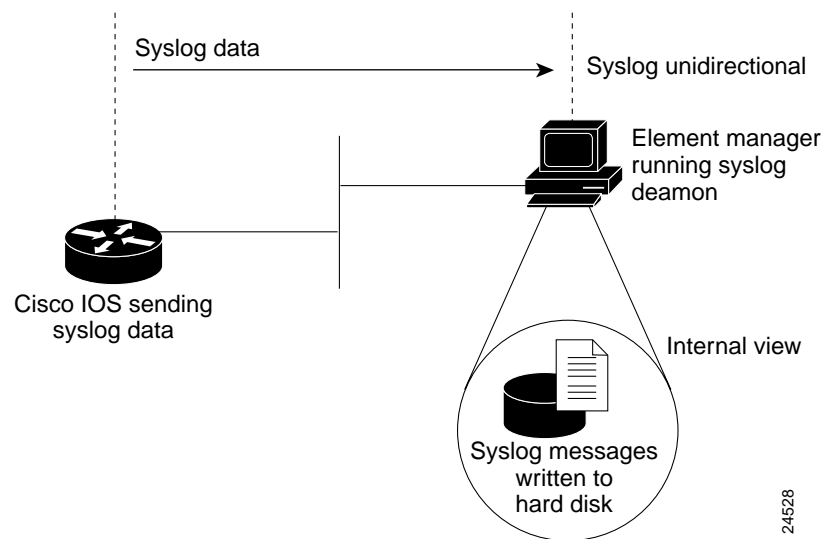 Syslog data
Syslog unidirectional
Element manager
running syslog
deamon
Cisco IOS sending
syslog data
Internal view
Syslog messages
written to
hard disk
24528